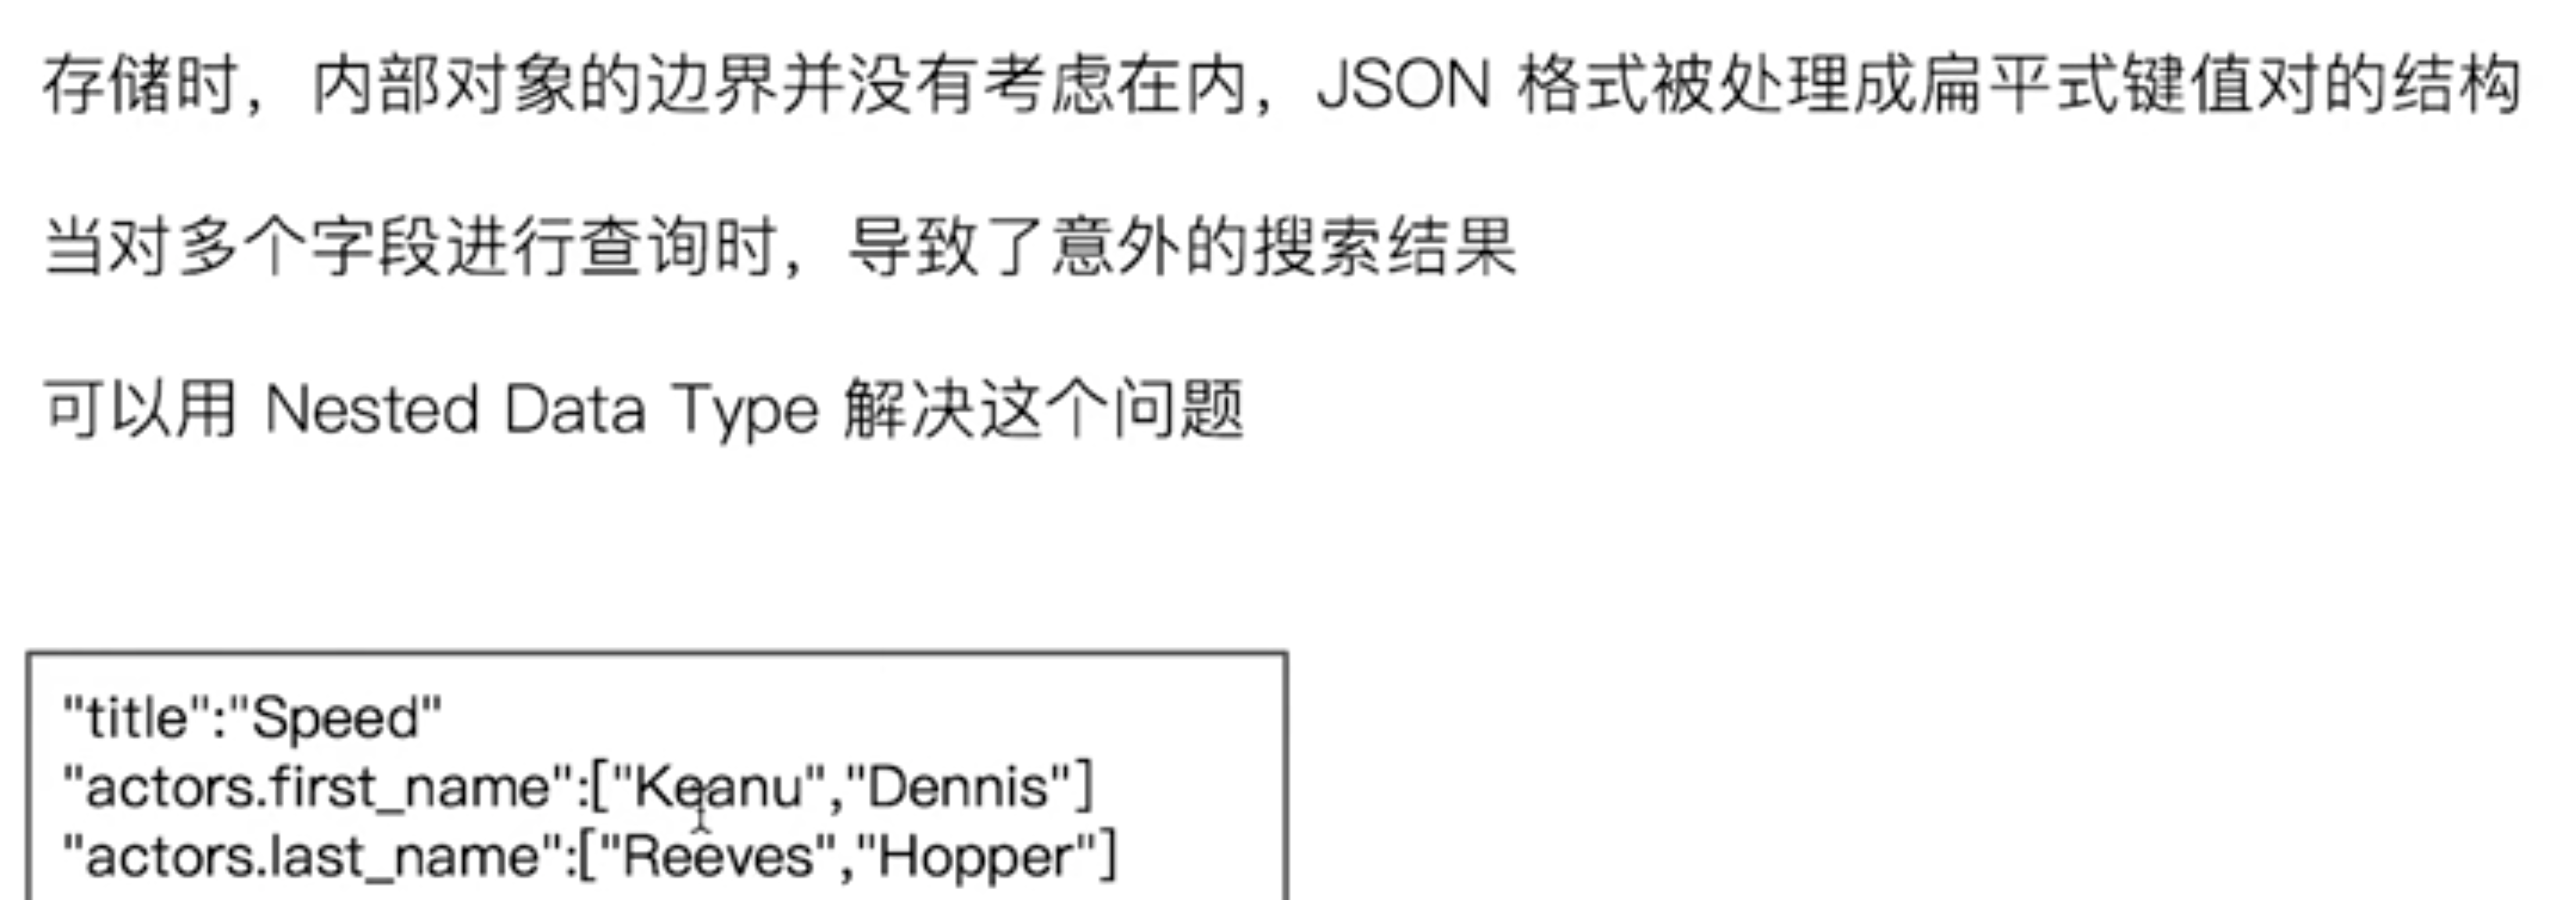 存储时，内部对象的边界并没有考虑在内，JSON 格式被处理成扁平式键值对的结构
当对多个字段进行查询时，导致了意外的搜索结果
可以用 Nested Data Type 解决这个问题
"title":"Speed"
"actors.first_name":["Keanu","Dennis"]
"actors.last_name":["Reeves","Hopper"]